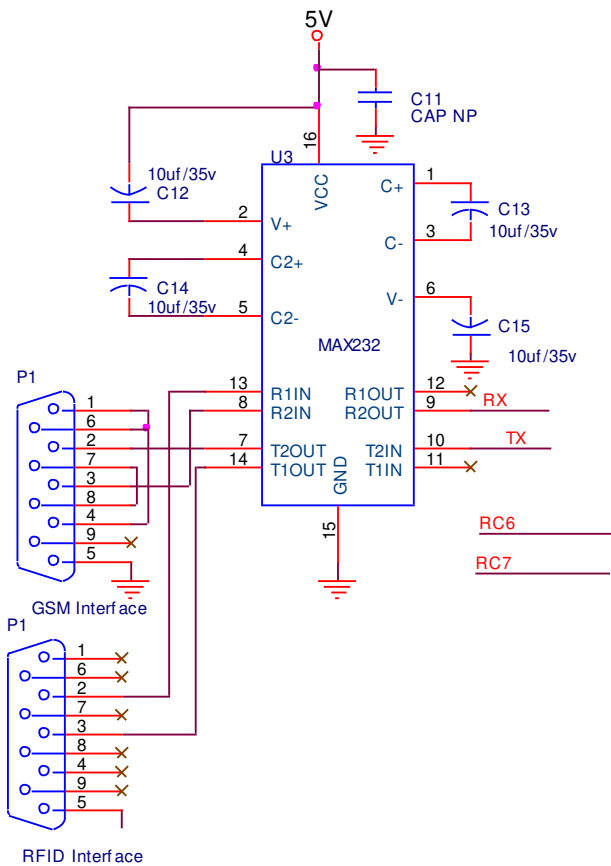 5V
C11
CAP NP
16
U3
VCC
10uf/35v
C12
2
V+
C+
1
C13
10uf/35v
C-
3
4
C2+
C14
10uf/35v
5
C2-
V-
6
C15
10uf/35v
MAX232
13
R1IN
R1OUT
12
8
R2IN
R2OUT
9
RX
7
T2OUT
T2IN
10
TX
14
T1OUT
T1IN
11
GND
15
RC6
RC7
P1
1
6
2
7
3
8
4
9
5
GSM Interface
P1
1
6
2
7
3
8
4
9
5
RFID Interface